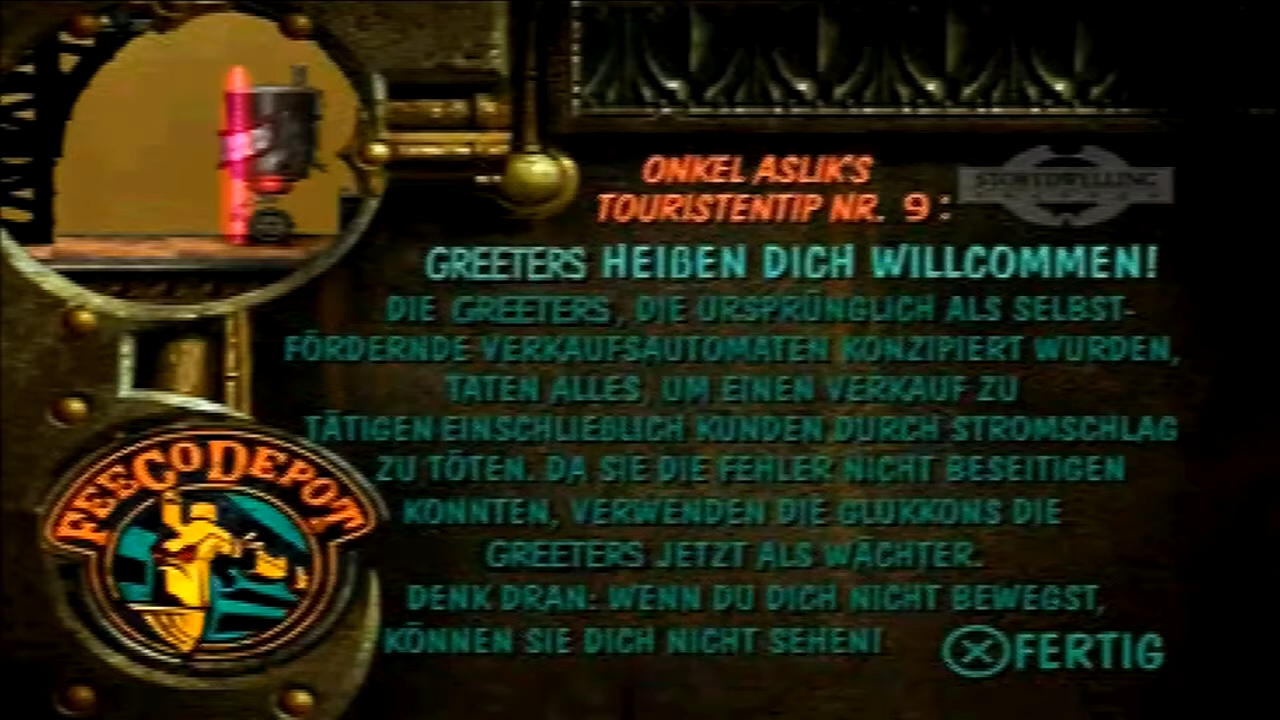 ONKEL ASLIK'S
TOURISTENTIP NR. 9:
STORYDWELLING
GREETERS HEIßEN DICH WILLCOMMEN!
DIE GREETERS, DIE URSPRÜNGLICH ALS SELBST-
FÖRDERNDE VERKAUFSAUTOMATEN KONZIPIERT WURDEN,
TATEN ALLES, UM EINEN VERKAUF ZU
TÄTIGEN EINSCHLIEßLICH KUNDEN DURCH STROMSCHLAG
ZU TÖTEN. DA SIE DIE FEHLER NICHT BESEITIGEN
KONNTEN, VERWENDEN DIE GLUKKONS DIE
GREETERS JETZT ALS WÄCHTER.
DENK DRAN: WENN DU DICH NICHT BEWEGST,
KÖNNEN SIE DICH NICHT SEHEN!
FEECO DEPOT
FERTIG